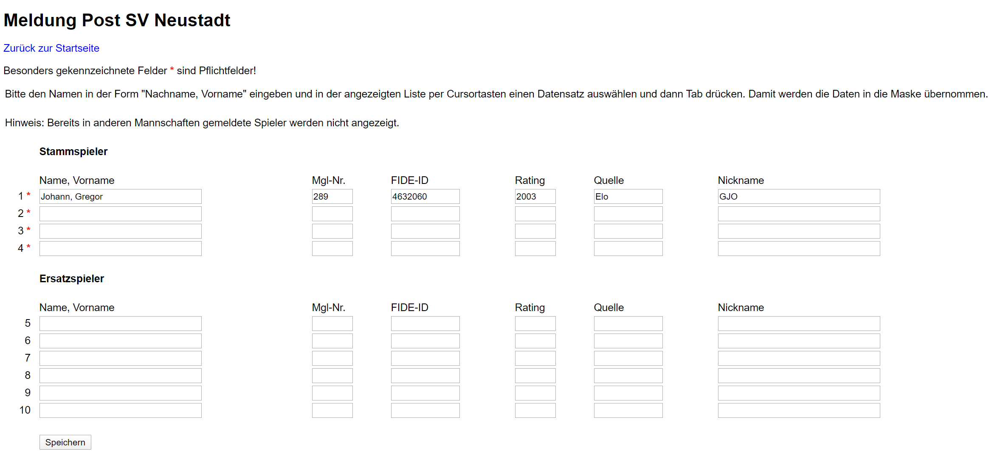 Meldung Post SV Neustadt
Zurück zur Startseite
Besonders gekennzeichnete Felder * sind Pflichtfelder!
Bitte den Namen in der Form "Nachname, Vorname" eingeben und in der angezeigten Liste per Cursortasten einen Datensatz auswählen und dann Tab drücken. Damit werden die Daten in die Maske übernommen.
Hinweis: Bereits in anderen Mannschaften gemeldete Spieler werden nicht angezeigt.
Stammspieler
Name, Vorname Mgl-Nr. FIDE-ID Rating Quelle Nickname
1 * Johann, Gregor 289 4632060 2003 Elo GJO
2 *
3 *
4 *
Ersatzspieler
Name, Vorname Mgl-Nr. FIDE-ID Rating Quelle Nickname
5
6
7
8
9
10
Speichern